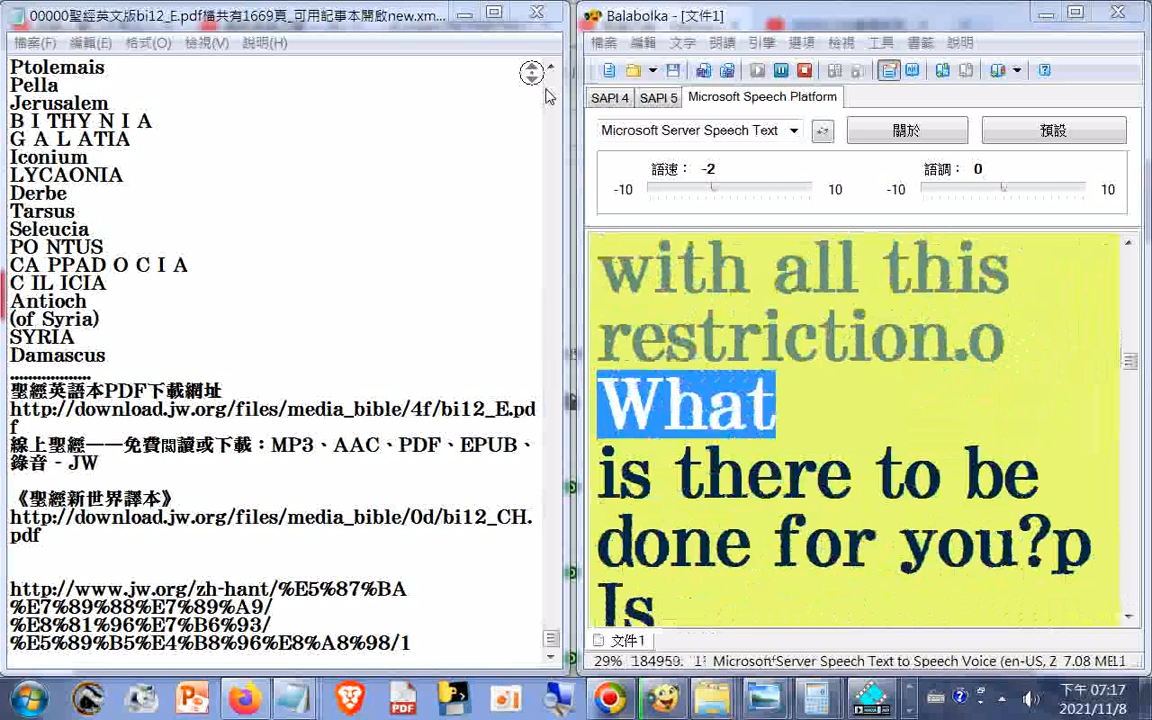 00000聖經英文版bi12_E.pdf檔共有1669頁_可用記事本開啟new.xm...
檔案(F) 編輯(E) 格式(O) 檢視(V) 說明(H)
Ptolemais
Pella
Jerusalem
B I THY N I A
G A L ATIA
Iconium
LYCAONIA
Derbe
Tarsus
Seleucia
PO NTUS
CA PPAD O C I A
C IL ICIA
Antioch
(of Syria)
SYRIA
Damascus
..................
聖經英語本PDF下載網址
http://download.jw.org/files/media_bible/4f/bi12_E.pd
f
線上聖經——免費閱讀或下載：MP3、AAC、PDF、EPUB、
錄音 - JW
《聖經新世界譯本》
http://download.jw.org/files/media_bible/0d/bi12_CH.
pdf
http://www.jw.org/zh-hant/%E5%87%BA
%E7%89%88%E7%89%A9/
%E8%81%96%E7%B6%93/
%E5%89%B5%E4%B8%96%E8%A8%98/1
Balabolka - [文件1]
檔案 編輯 文字 朗讀 引擎 選項 檢視 工具 書籤 說明
SAPI 4 SAPI 5 Microsoft Speech Platform
Microsoft Server Speech Text 關於 預設
語速： -2 語調： 0
-10 10 -10 10
with all this
restriction.o
What
is there to be
done for you?p
Is
文件1
29% 184959. Microsoft Server Speech Text to Speech Voice (en-US, Z 7.08 ME
PDF
下午 07:17
2021/11/8